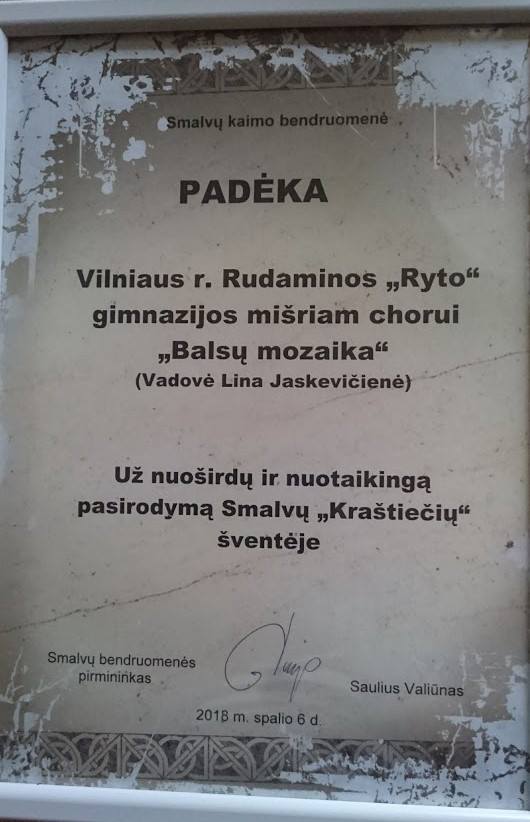 Smalvų kaimo bendruomenė
PADĖKA
Vilniaus r. Rudaminos „Ryto“
gimnazijos mišriam chorui
„Balsų mozaika“
(Vadovė Lina Jaskevičienė)
Už nuoširdų ir nuotaikingą
pasirodymą Smalvų „Kraštiečių“
šventėje
Smalvų bendruomenės
pirmininkas
Saulius Valiūnas
2018 m. spalio 6 d.